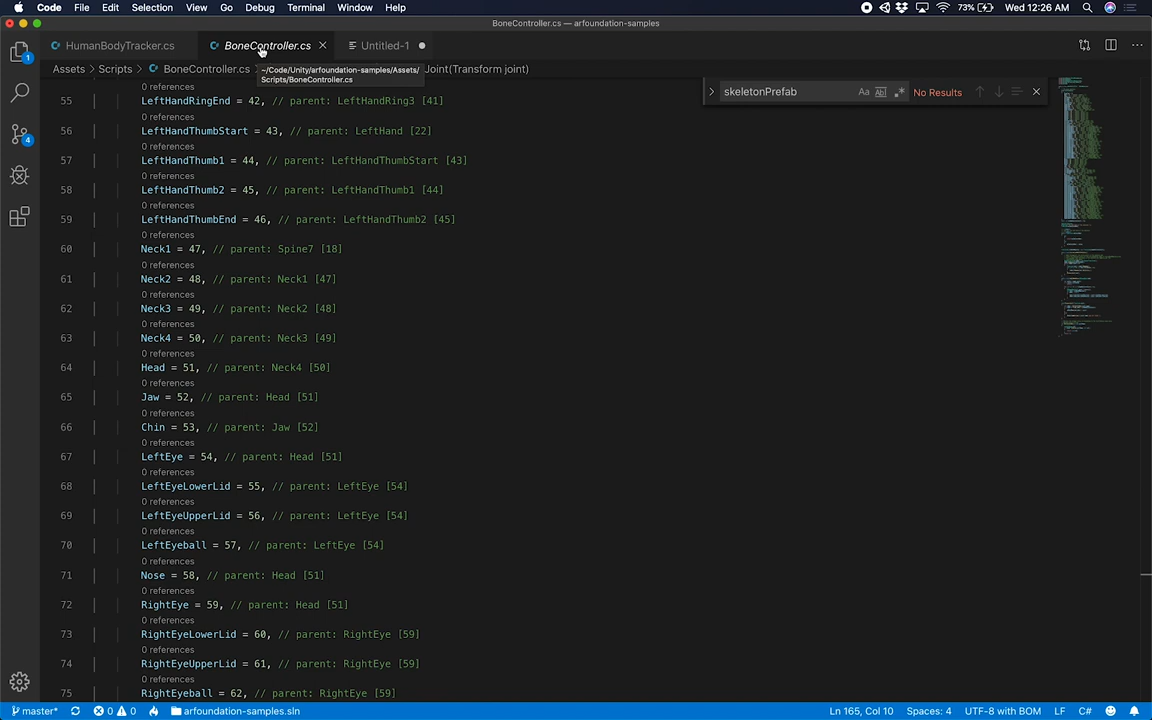 Code File Edit Selection View Go Debug Terminal Window Help 73% Wed 12:26 AM
BoneController.cs — arfoundation-samples
HumanBodyTracker.cs BoneController.cs Untitled-1
Assets > Scripts > BoneController.cs Joint(Transform joint)
~/Code/Unity/arfoundation-samples/Assets/
Scripts/BoneController.cs
skeletonPrefab Aa Abl .* No Results
0 references
55 LeftHandRingEnd = 42, // parent: LeftHandRing3 [41]
0 references
56 LeftHandThumbStart = 43, // parent: LeftHand [22]
0 references
57 LeftHandThumb1 = 44, // parent: LeftHandThumbStart [43]
0 references
58 LeftHandThumb2 = 45, // parent: LeftHandThumb1 [44]
0 references
59 LeftHandThumbEnd = 46, // parent: LeftHandThumb2 [45]
0 references
60 Neck1 = 47, // parent: Spine7 [18]
0 references
61 Neck2 = 48, // parent: Neck1 [47]
0 references
62 Neck3 = 49, // parent: Neck2 [48]
0 references
63 Neck4 = 50, // parent: Neck3 [49]
0 references
64 Head = 51, // parent: Neck4 [50]
0 references
65 Jaw = 52, // parent: Head [51]
0 references
66 Chin = 53, // parent: Jaw [52]
0 references
67 LeftEye = 54, // parent: Head [51]
0 references
68 LeftEyeLowerLid = 55, // parent: LeftEye [54]
0 references
69 LeftEyeUpperLid = 56, // parent: LeftEye [54]
0 references
70 LeftEyeball = 57, // parent: LeftEye [54]
0 references
71 Nose = 58, // parent: Head [51]
0 references
72 RightEye = 59, // parent: Head [51]
0 references
73 RightEyeLowerLid = 60, // parent: RightEye [59]
0 references
74 RightEyeUpperLid = 61, // parent: RightEye [59]
0 references
75 RightEyeball = 62, // parent: RightEye [59]
1
4
master* 0 0 arfoundation-samples.sln Ln 165, Col 10 Spaces: 4 UTF-8 with BOM LF C#